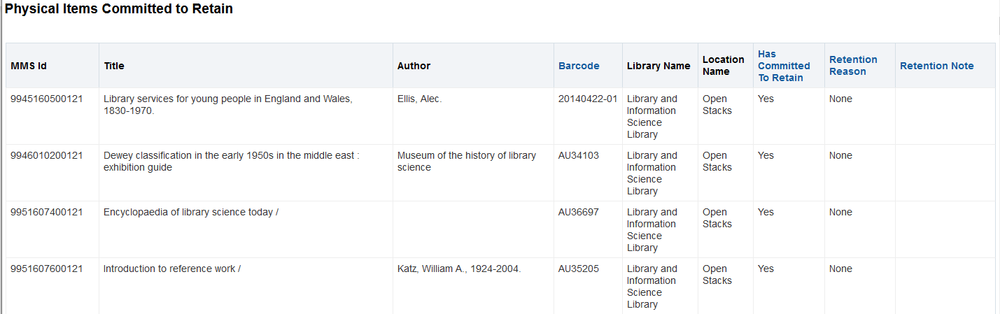 Physical Items Committed to Retain
MMS Id Title Author Barcode Library Name Location Name Has Committed To Retain Retention Reason Retention Note
9945160500121 Library services for young people in England and Wales, 1830-1970. Ellis, Alec. 20140422-01 Library and Information Science Library Open Stacks Yes None
9946010200121 Dewey classification in the early 1950s in the middle east : exhibition guide Museum of the history of library science AU34103 Library and Information Science Library Open Stacks Yes None
9951607400121 Encyclopaedia of library science today / AU36697 Library and Information Science Library Open Stacks Yes None
9951607600121 Introduction to reference work / Katz, William A., 1924-2004. AU35205 Library and Information Science Library Open Stacks Yes None